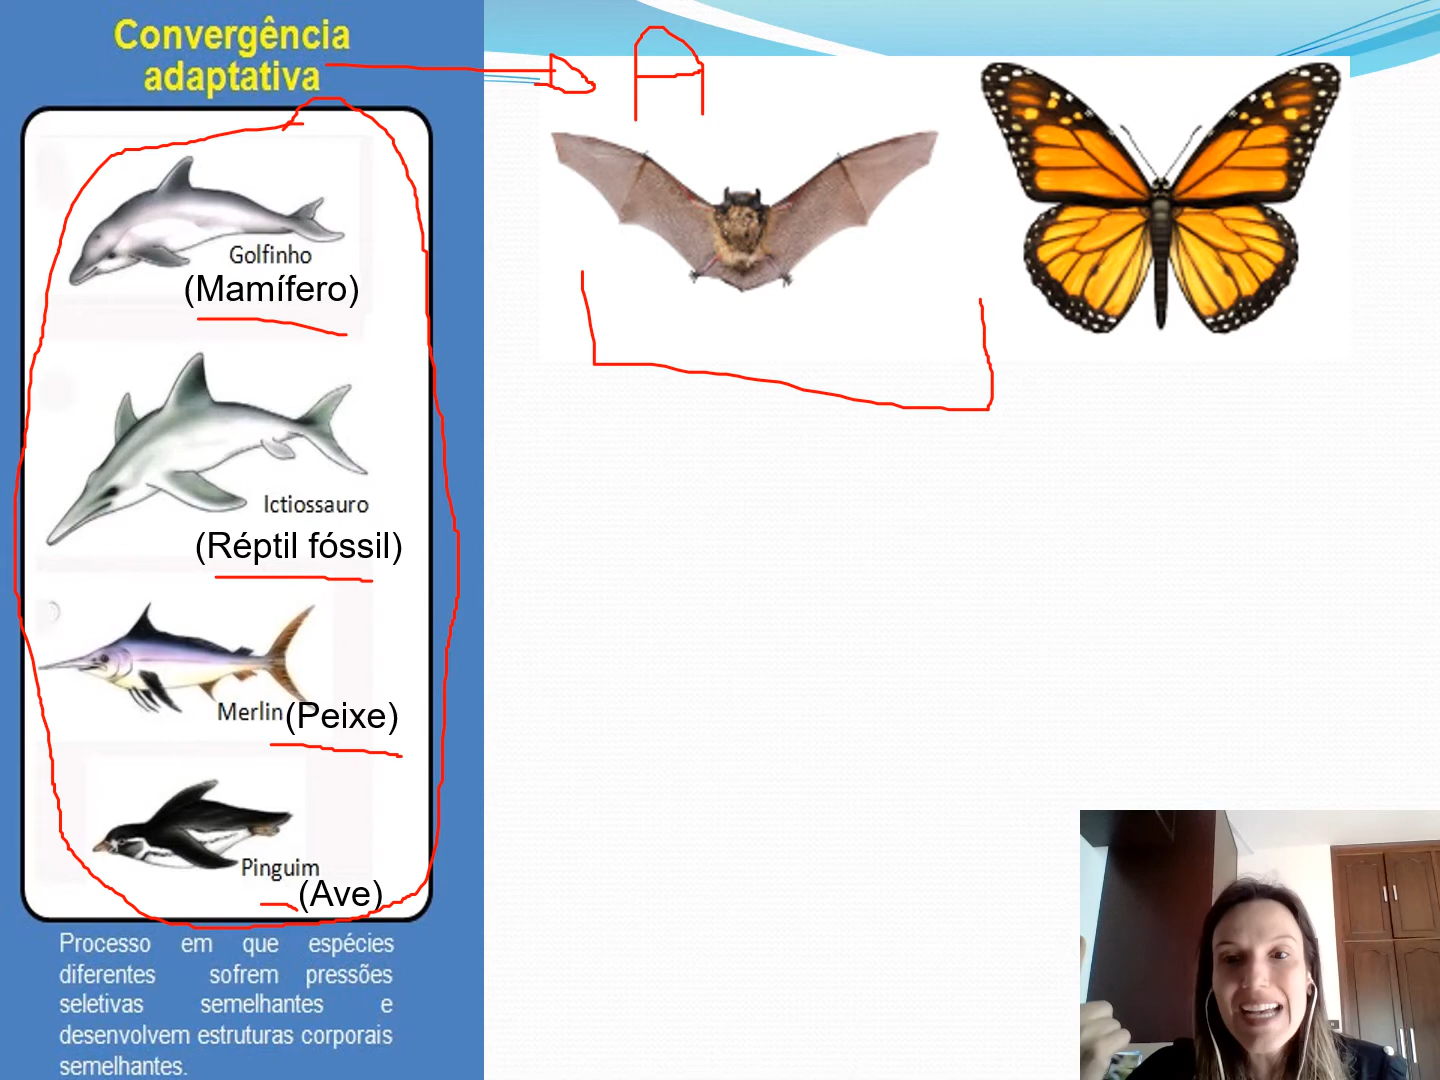 Convergência
adaptativa
A
Golfinho
(Mamífero)
Ictiossauro
(Réptil fóssil)
Merlin (Peixe)
Pinguim
(Ave)
Processo em que espécies
diferentes sofrem pressões
seletivas semelhantes e
desenvolvem estruturas corporais
semelhantes.